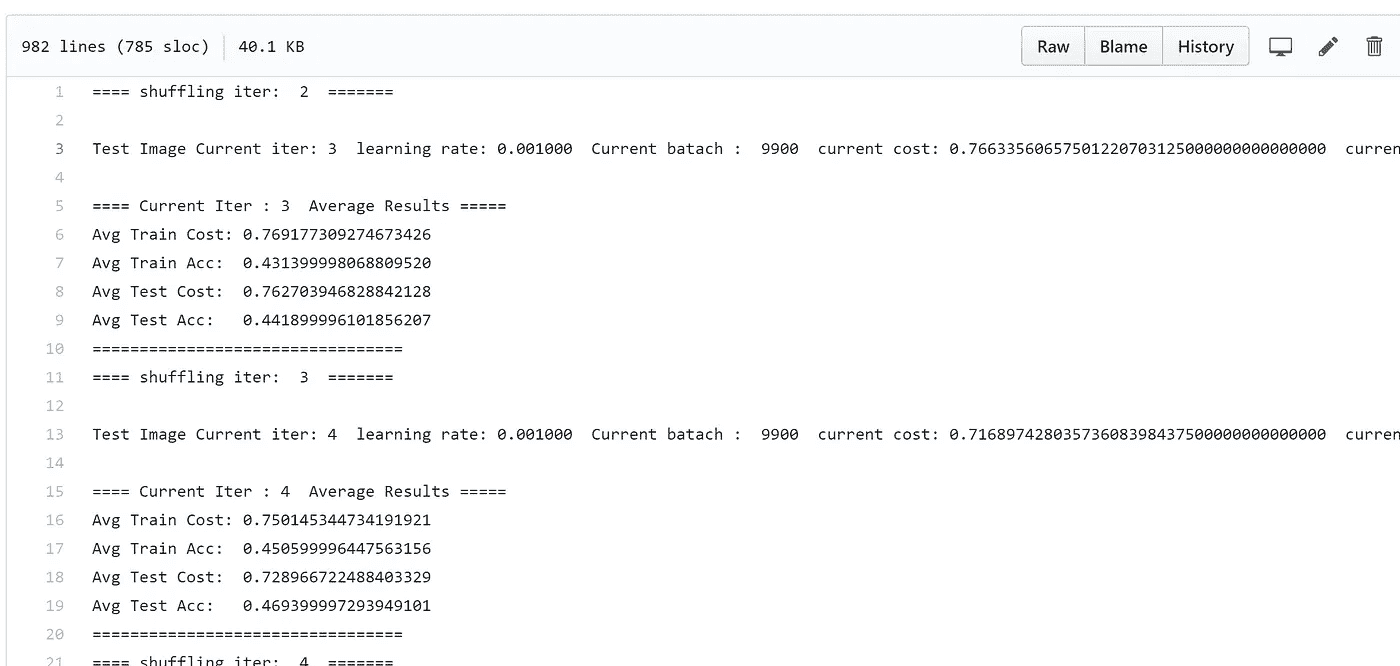 982 lines (785 sloc) 40.1 KB Raw Blame History
1 ==== shuffling iter:  2  =======
2
3 Test Image Current iter: 3  learning rate: 0.001000  Current batach :  9900  current cost: 0.7663356065750122070312500000000000000000  curren
4
5 ==== Current Iter : 3  Average Results =====
6 Avg Train Cost: 0.769177309274673426
7 Avg Train Acc:  0.431399998068809520
8 Avg Test Cost:  0.762703946828842128
9 Avg Test Acc:   0.441899996101856207
10 =================================
11 ==== shuffling iter:  3  =======
12
13 Test Image Current iter: 4  learning rate: 0.001000  Current batach :  9900  current cost: 0.7168974280357360839843750000000000000000  curren
14
15 ==== Current Iter : 4  Average Results =====
16 Avg Train Cost: 0.750145344734191921
17 Avg Train Acc:  0.450599996447563156
18 Avg Test Cost:  0.728966722488403329
19 Avg Test Acc:   0.469399997293949101
20 =================================
21 ==== shuffling iter:  4  =======